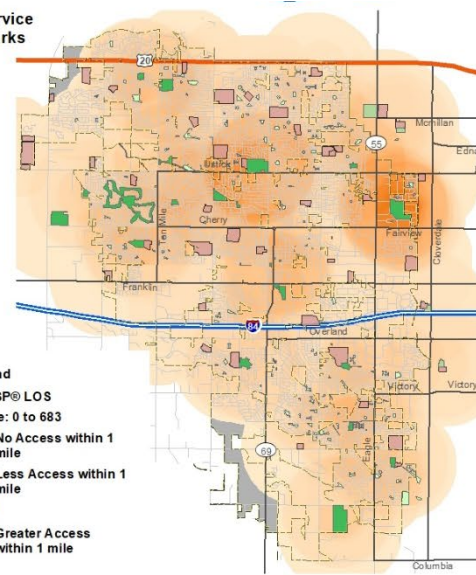 rvice
rks
20
Mcmillan
55
Ustick
Cherry
Ten Mile
Fairview
Cloverdale
Franklin
84
Overland
Victory
Victory
69
Eagle
Columbia
nd
SP® LOS
e: 0 to 683
No Access within 1
mile
Less Access within 1
mile
Greater Access
within 1 mile